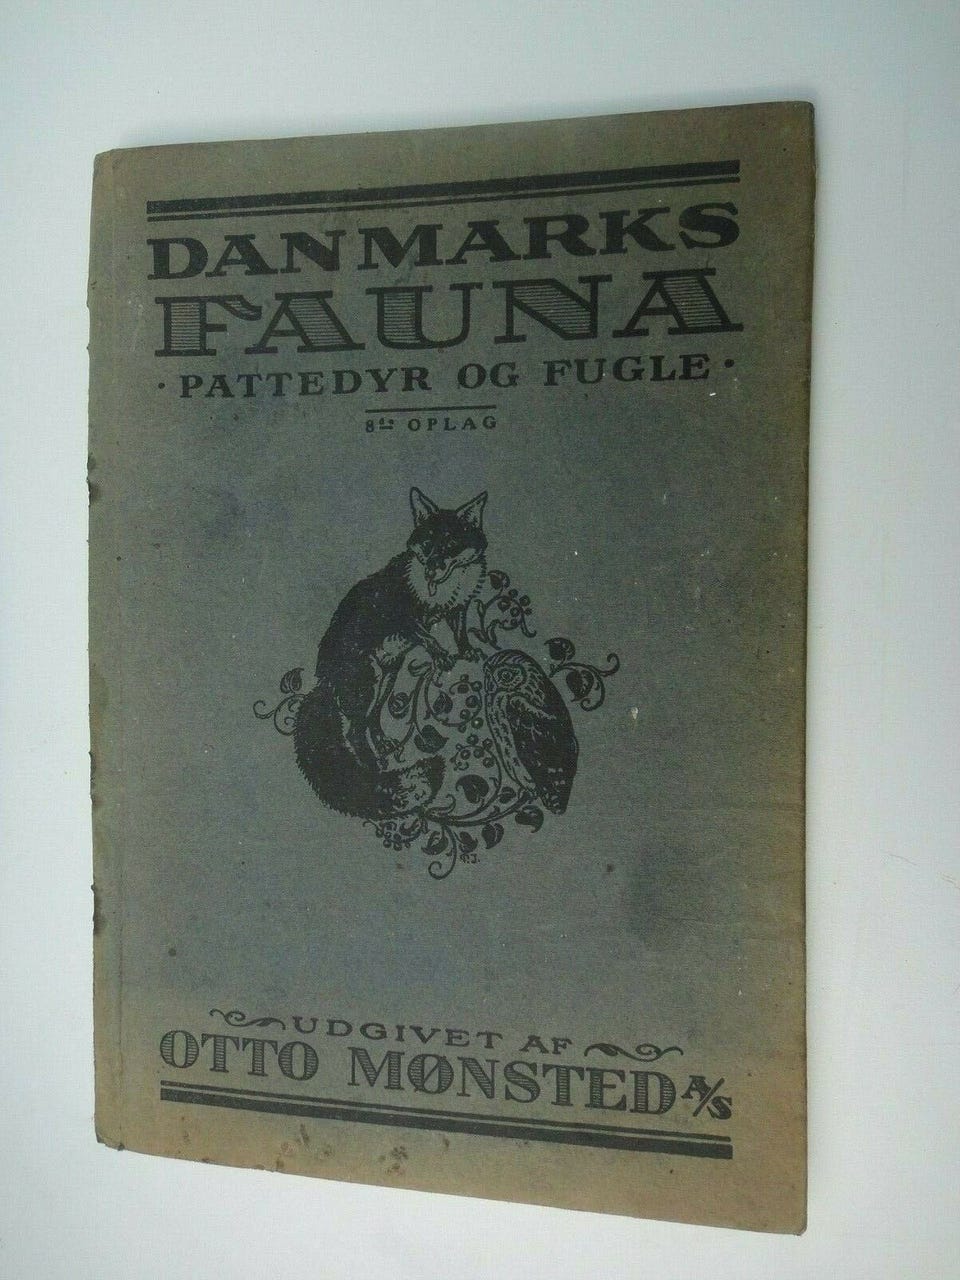 DANMARKS
FAUNA
· PATTEDYR OG FUGLE ·
8de OPLAG
UDGIVET AF
OTTO MØNSTED A/S